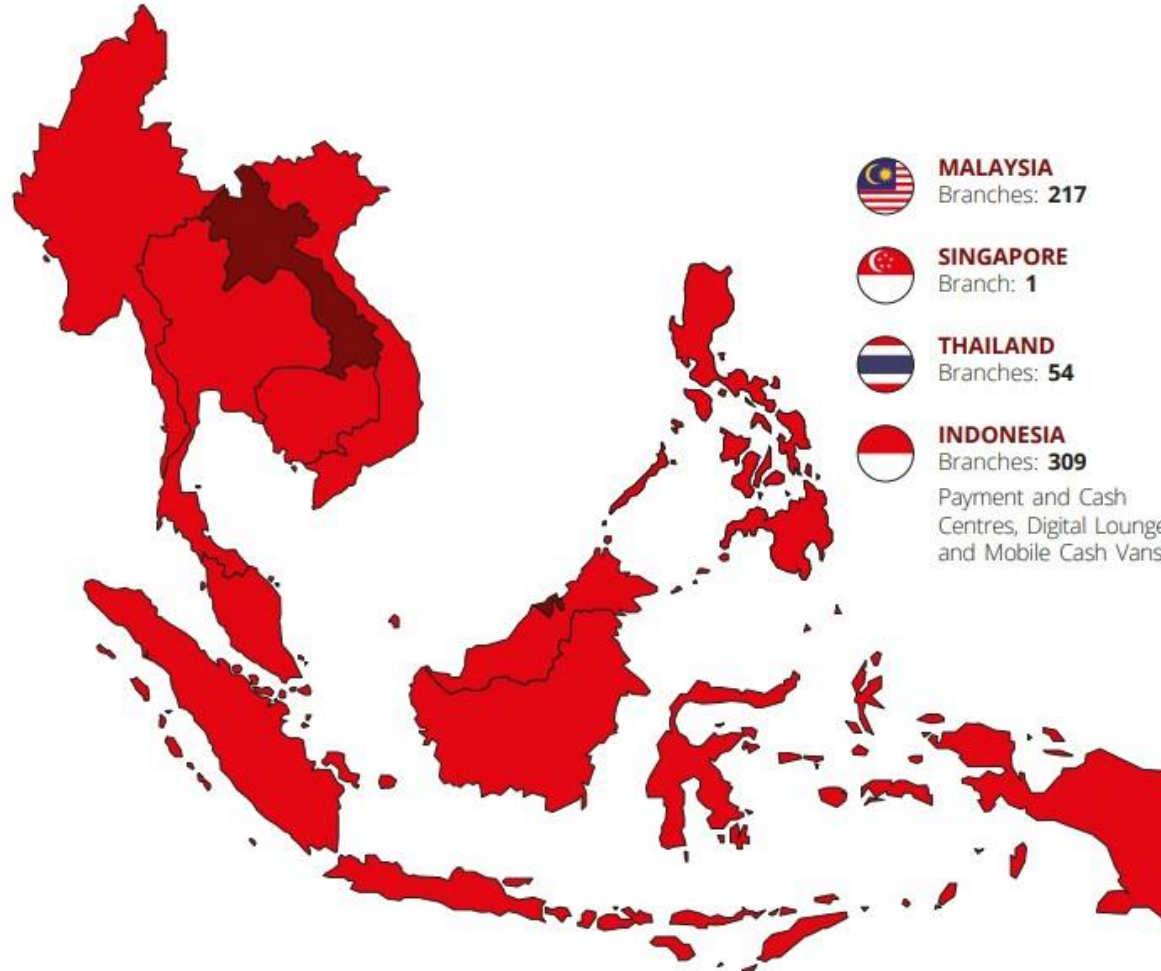 MALAYSIA
Branches: 217
SINGAPORE
Branch: 1
THAILAND
Branches: 54
INDONESIA
Branches: 309
Payment and Cash
Centres, Digital Lounge
and Mobile Cash Vans